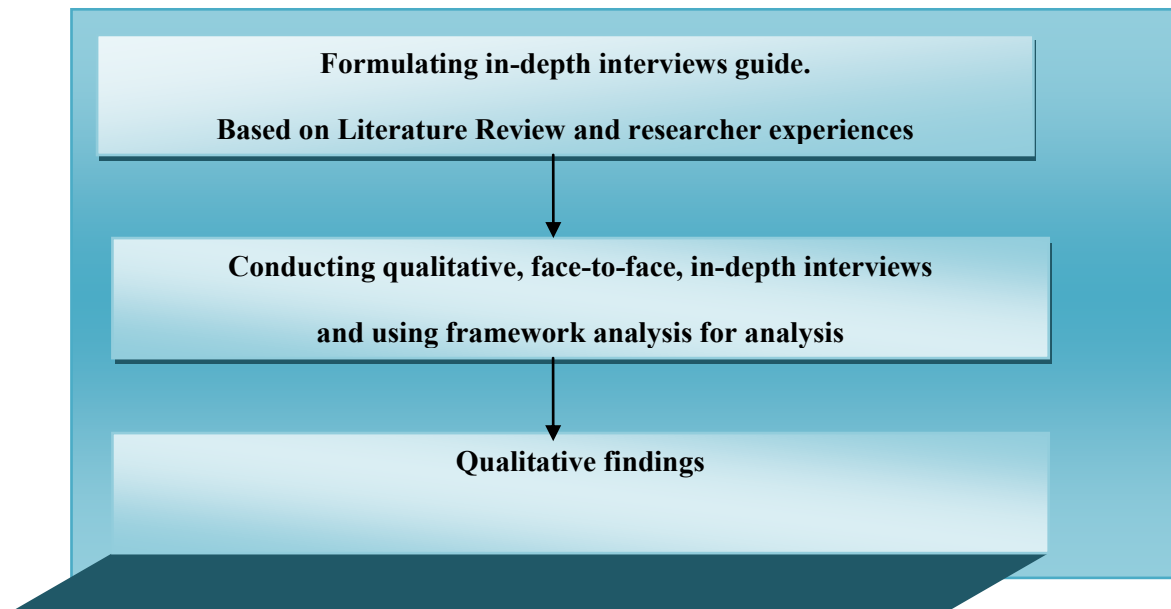 Formulating in-depth interviews guide.
Based on Literature Review and researcher experiences
Conducting qualitative, face-to-face, in-depth interviews
and using framework analysis for analysis
Qualitative findings